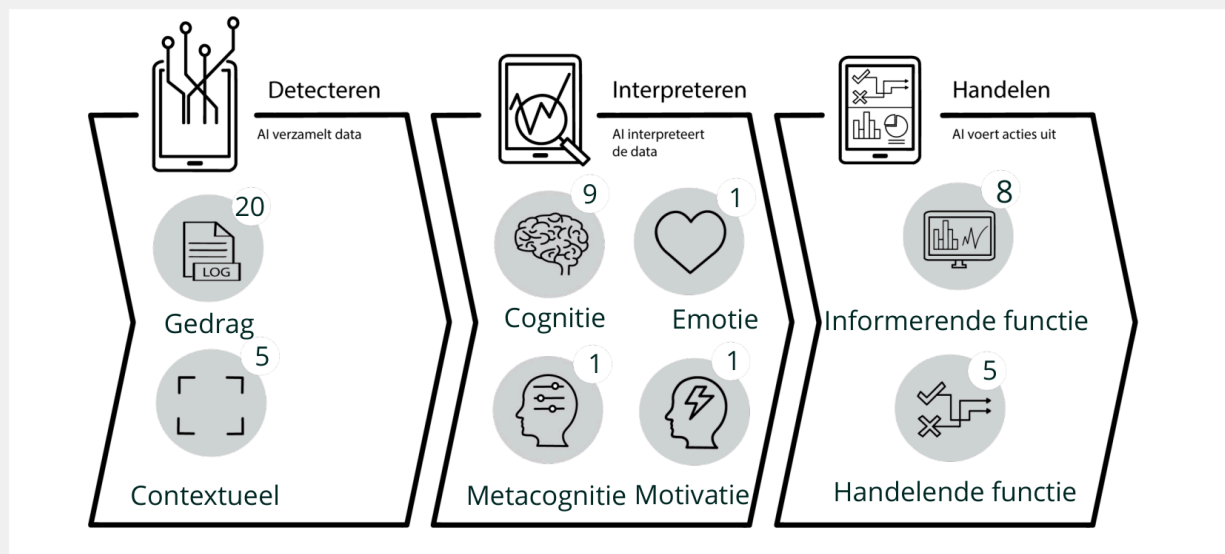 Detecteren
AI verzamelt data
20
LOG
Gedrag
5
Contextueel
Interpreteren
AI interpreteert
de data
9
1
Cognitie
Emotie
1
1
Metacognitie
Motivatie
Handelen
AI voert acties uit
8
Informerende functie
5
Handelende functie